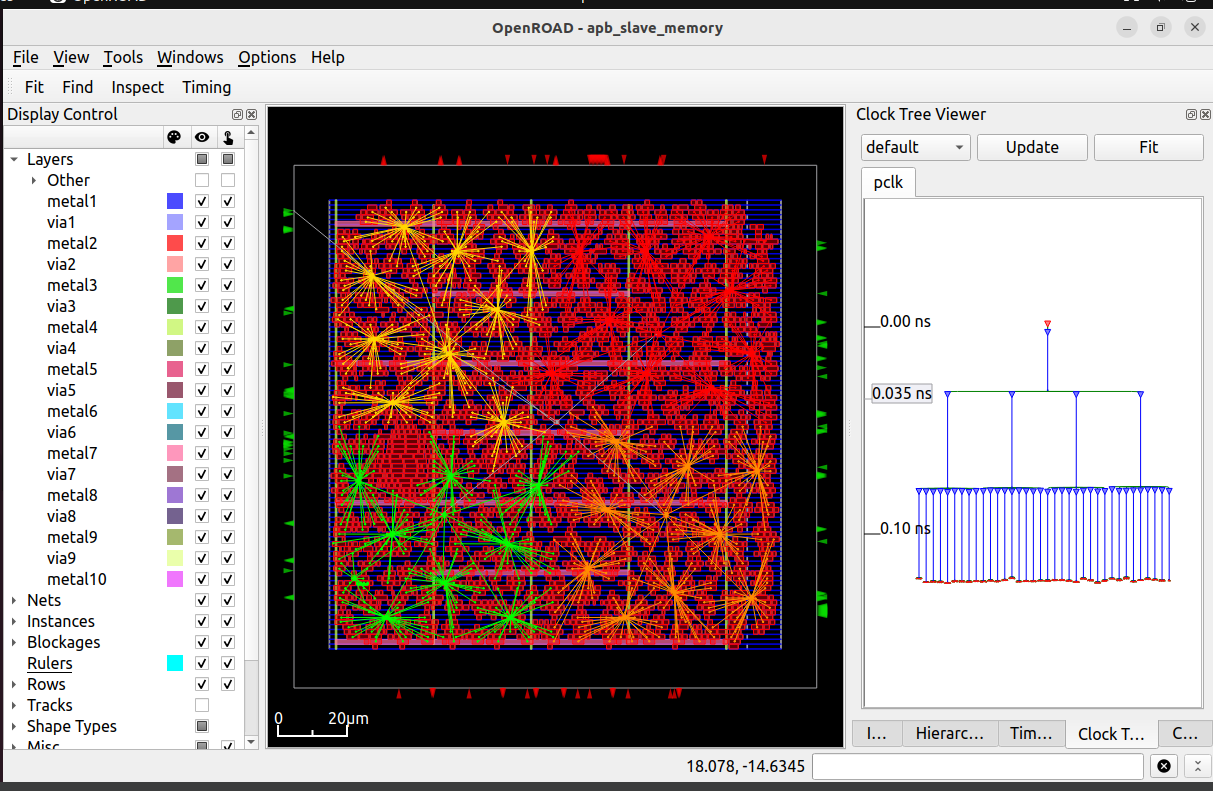 OpenROAD - apb_slave_memory
File View Tools Windows Options Help
Fit Find Inspect Timing
Display Control
Layers
Other
metal1
via1
metal2
via2
metal3
via3
metal4
via4
metal5
via5
metal6
via6
metal7
via7
metal8
via8
metal9
via9
metal10
Nets
Instances
Blockages
Rulers
Rows
Tracks
Shape Types
Misc
0 20μm
Clock Tree Viewer
default Update Fit
pclk
0.00 ns
0.035 ns
0.10 ns
I... Hierarc... Tim... Clock T... C...
18.078, -14.6345